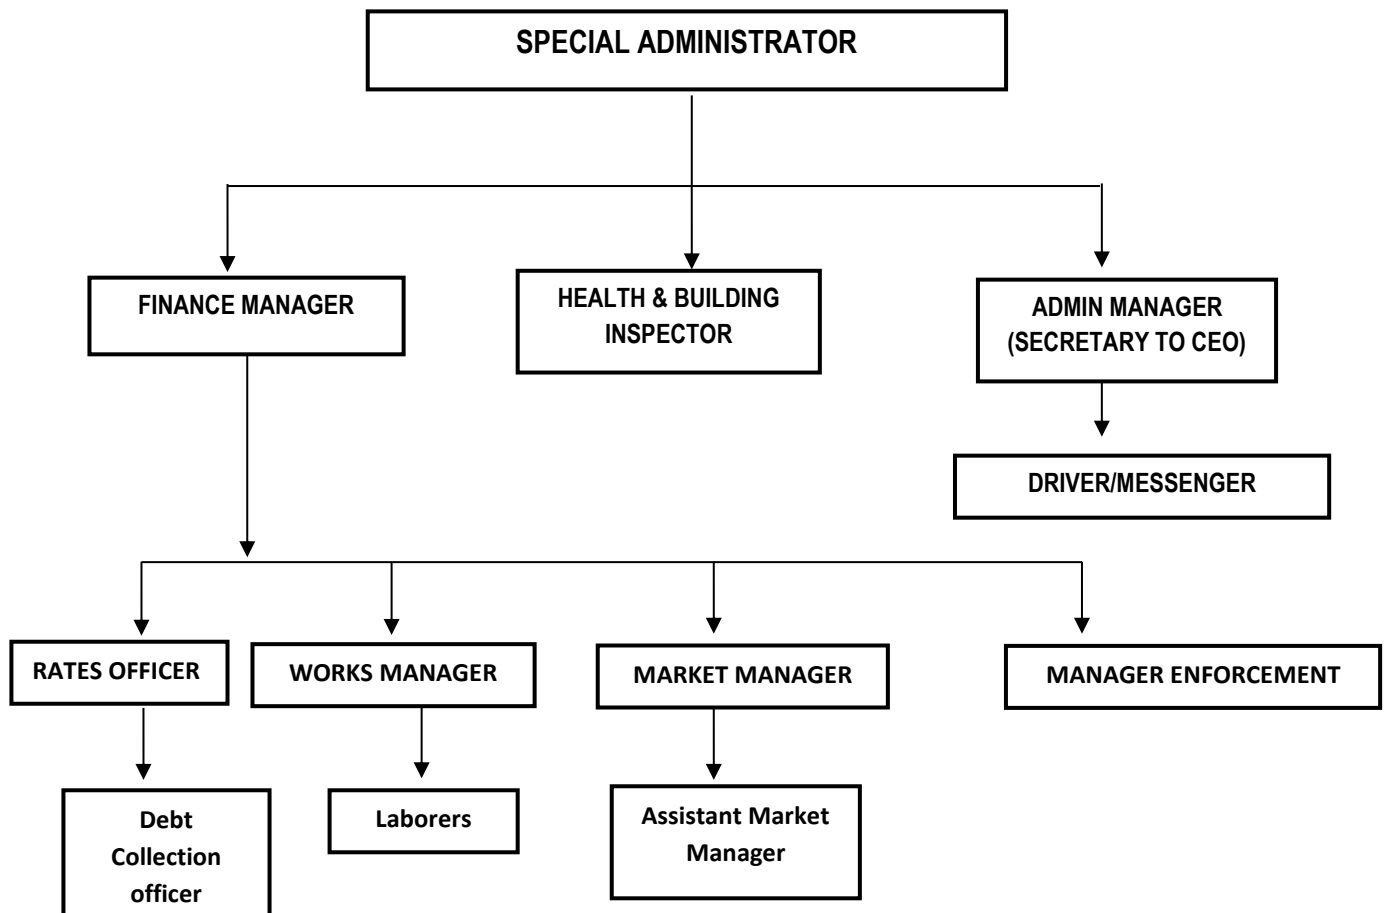 SPECIAL ADMINISTRATOR
FINANCE MANAGER
HEALTH & BUILDING
INSPECTOR
ADMIN MANAGER
(SECRETARY TO CEO)
DRIVER/MESSENGER
RATES OFFICER
WORKS MANAGER
MARKET MANAGER
MANAGER ENFORCEMENT
Debt
Collection
officer
Laborers
Assistant Market
Manager